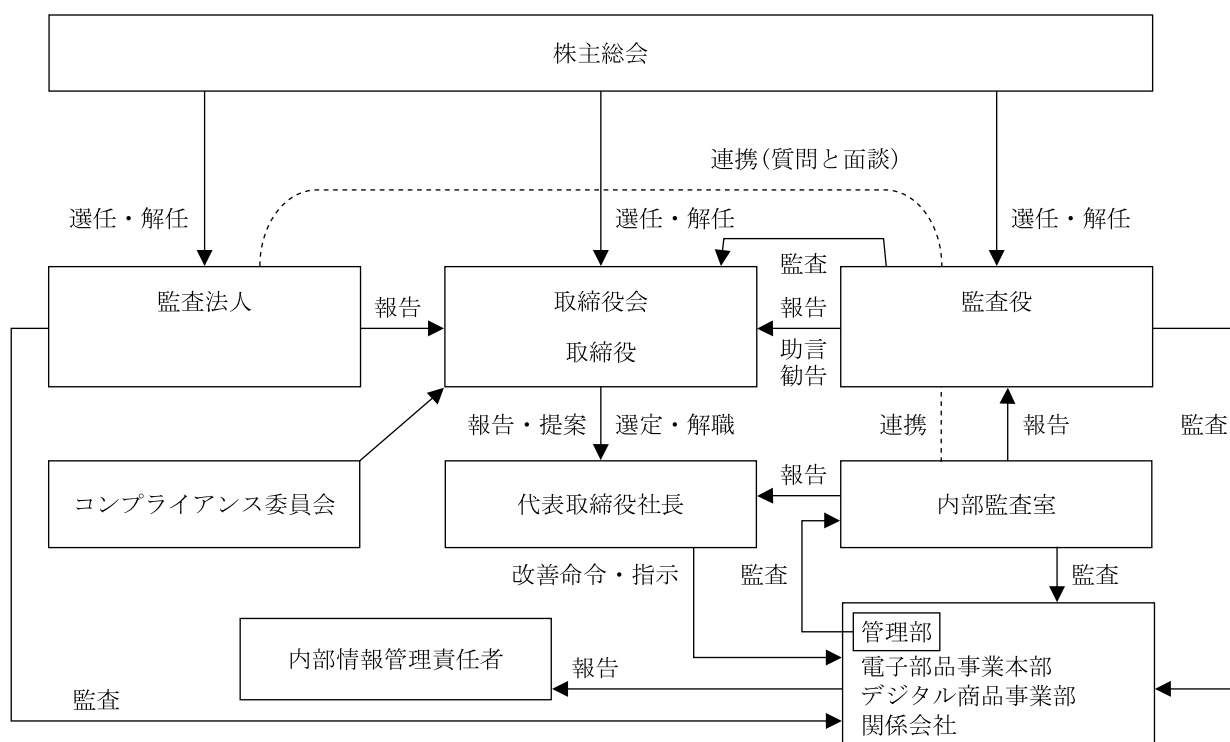 株主総会
連携(質問と面談)
選任・解任
選任・解任
選任・解任
監査
監査法人
報告
取締役会
取締役
報告
助言
勧告
監査役
報告・提案
選定・解職
連携
報告
監査
コンプライアンス委員会
代表取締役社長
報告
内部監査室
改善命令・指示
監査
監査
内部情報管理責任者
報告
管理部
電子部品事業本部
デジタル商品事業部
関係会社
監査